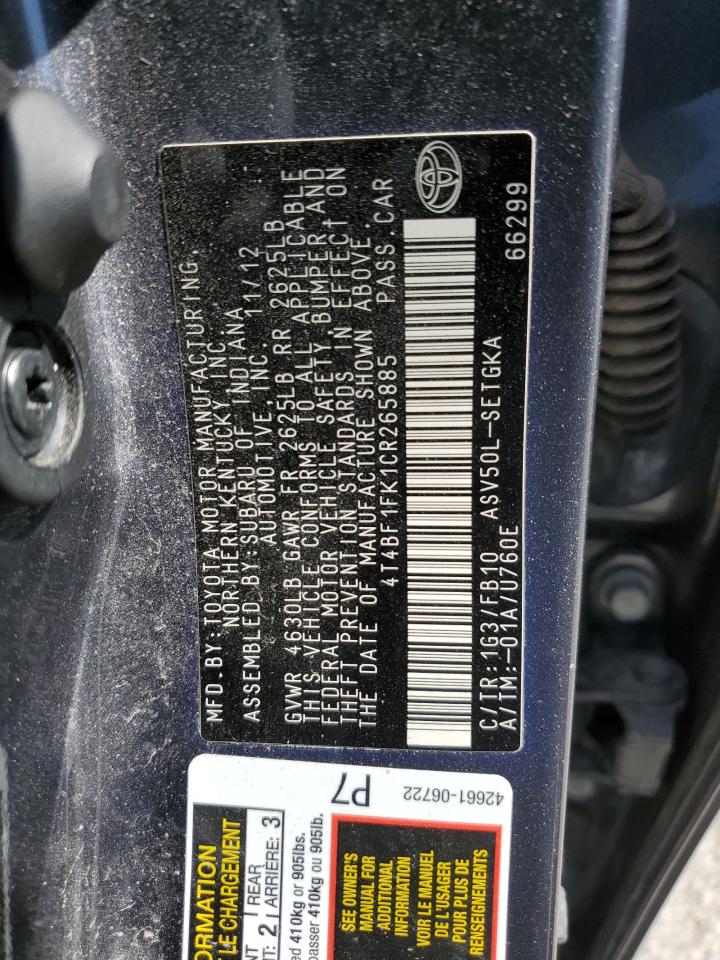 MFD.BY:TOYOTA MOTOR MANUFACTURING,
NORTHERN KENTUCKY INC.
ASSEMBLED BY:SUBARU OF INDIANA
AUTOMOTIVE, INC. 11/12
GVWR 4630LB GAWR FR 2625LB RR 2625LB
THIS VEHICLE CONFORMS TO ALL APPLICABLE
FEDERAL MOTOR VEHICLE SAFETY, BUMPER, AND
THEFT PREVENTION STANDARDS IN EFFECT ON
THE DATE OF MANUFACTURE SHOWN ABOVE.
4T4BF1FK1CR265885 PASS.CAR
C/TR:1G3/FB10 ASV50L-SETGKA 66299
A/TM:-01A/U760E
P7
42661-06722
ORMATION
LE CHARGEMENT
2 REAR
ARRIÈRE: 3
410kg or 905lbs.
passer 410kg ou 905lb.
SEE OWNER'S
MANUAL FOR
ADDITIONAL
INFORMATION
VOIR LE MANUEL
DE L'USAGER
POUR PLUS DE
RENSEIGNEMENTS